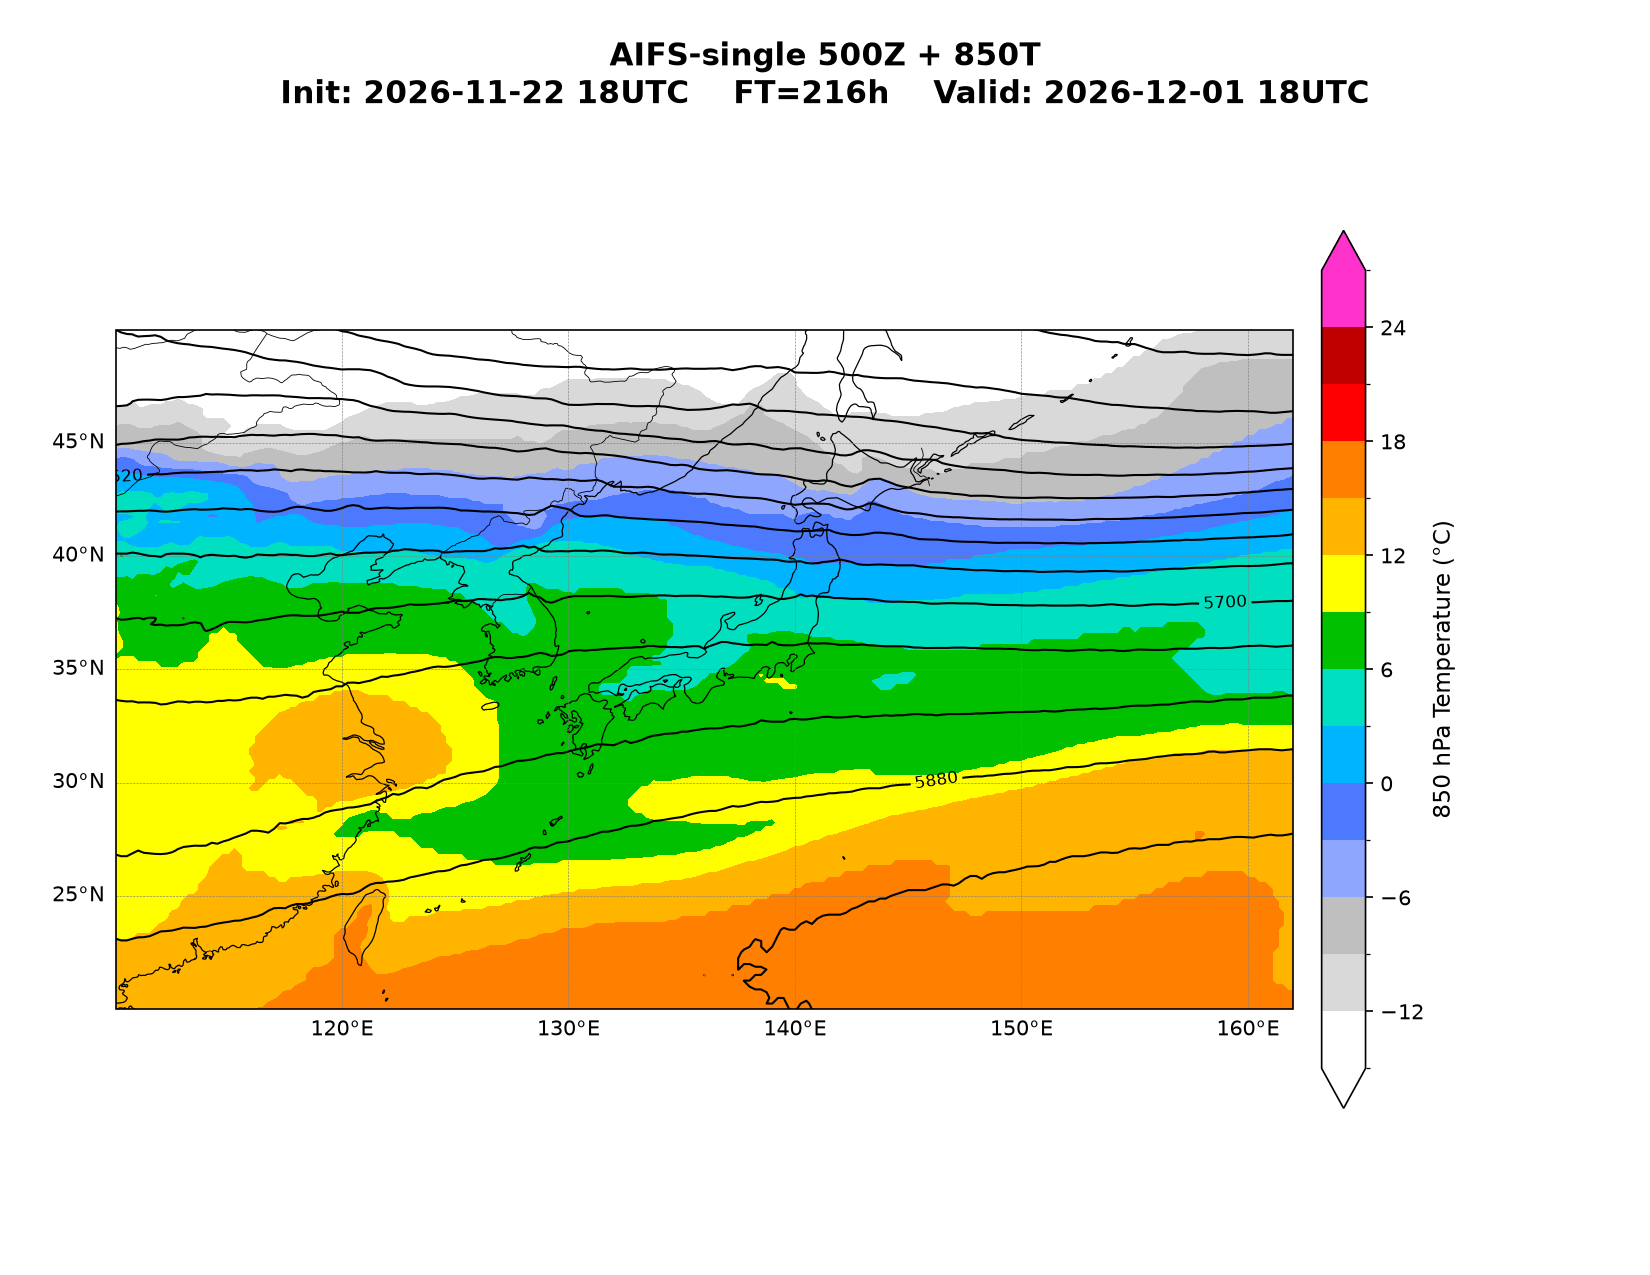 AIFS-single 500Z + 850T
Init: 2026-11-22 18UTC    FT=216h    Valid: 2026-12-01 18UTC
45°N
40°N
35°N
30°N
25°N
120°E
130°E
140°E
150°E
160°E
5700
5880
24
18
12
6
0
−6
−12
850 hPa Temperature (°C)